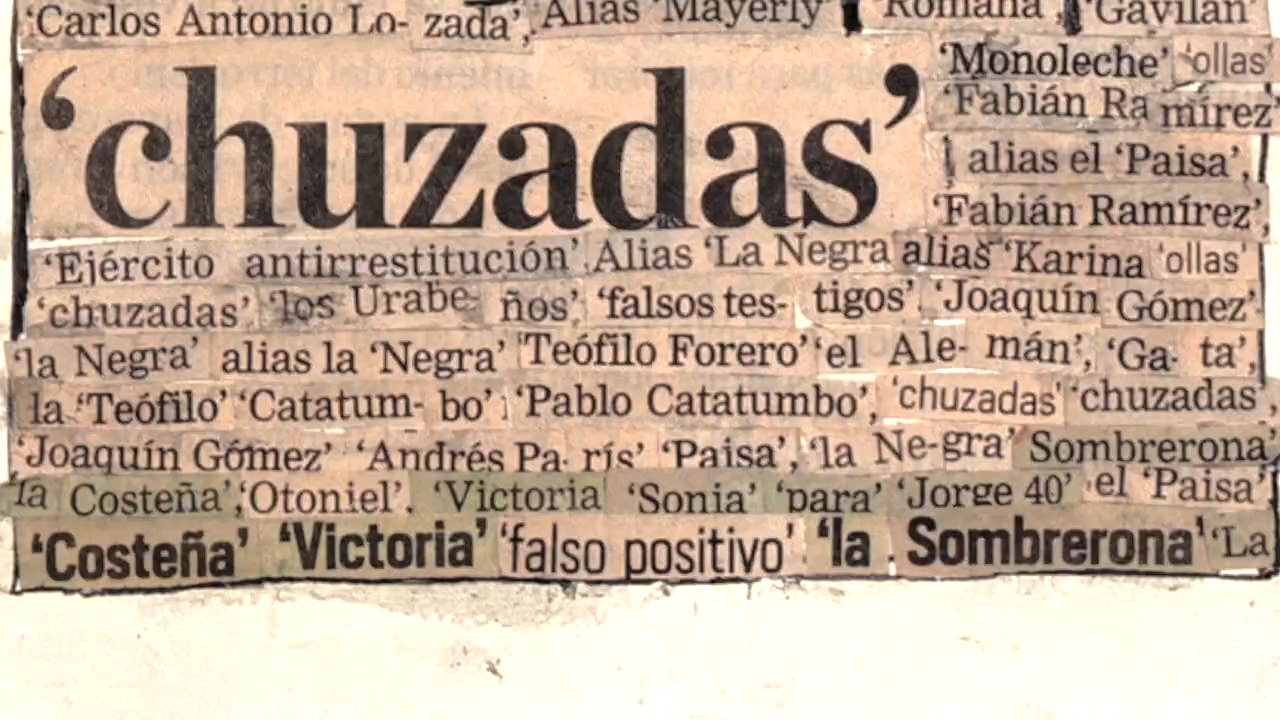 ‘Carlos Antonio Lo- zada’, Alias ‘Mayerly’ ‘Romaña’, ‘Gavilán’
‘chuzadas’
‘Monoleche’ ‘ollas’
‘Fabián Ra mírez’
alias el ‘Paisa’,
‘Fabián Ramírez’,
‘Ejército antirrestitución’ Alias ‘La Negra alias ‘Karina ‘ollas’
‘chuzadas’ ‘los Urabe- ños’, ‘falsos tes- tigos’. ‘Joaquín Gómez’
‘la Negra’ alias la ‘Negra’ ‘Teófilo Forero’ ‘el Ale- mán’, ‘Ga- ta’,
la ‘Teófilo’ ‘Catatum- bo’ ‘Pablo Catatumbo’, ‘chuzadas’ ‘chuzadas’,
‘Joaquín Gómez’ ‘Andrés Pa- rís’ ‘Paisa’, ‘la Ne-gra’ Sombrerona’
‘la Costeña’, ‘Otoniel’. ‘Victoria ‘Sonia’ ‘para’ ‘Jorge 40’ el ‘Paisa’
‘Costeña’ ‘Victoria’ ‘falso positivo’ ‘la Sombrerona’ ‘La